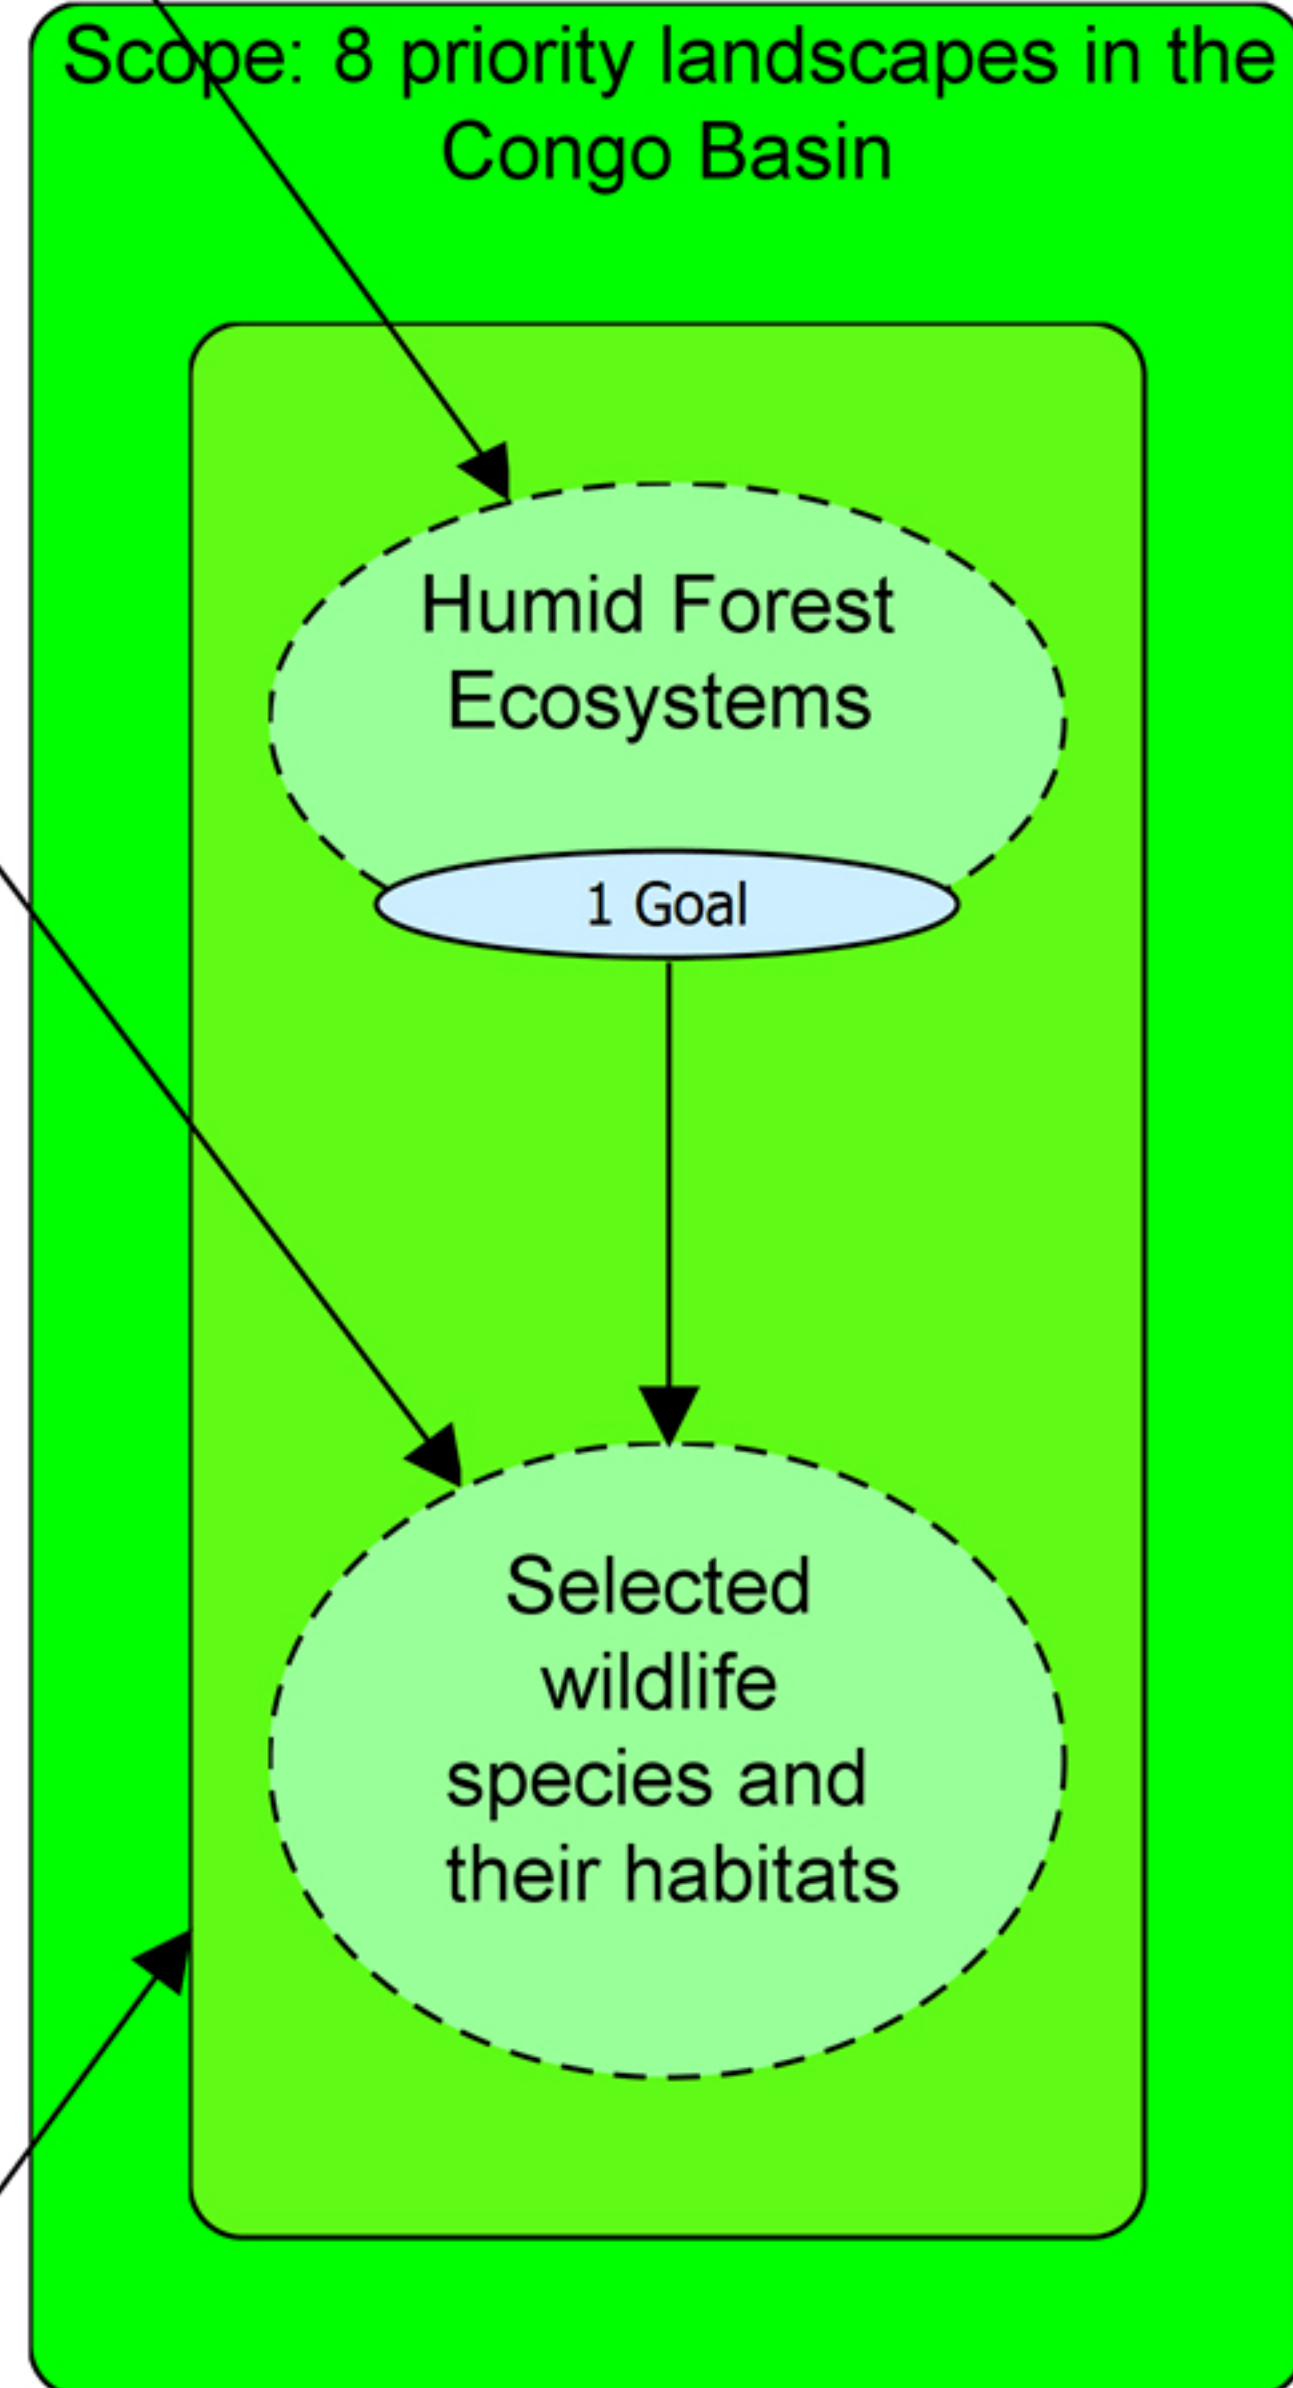 Scope: 8 priority landscapes in the
Congo Basin
Humid Forest
Ecosystems
1 Goal
Selected
wildlife
species and
their habitats